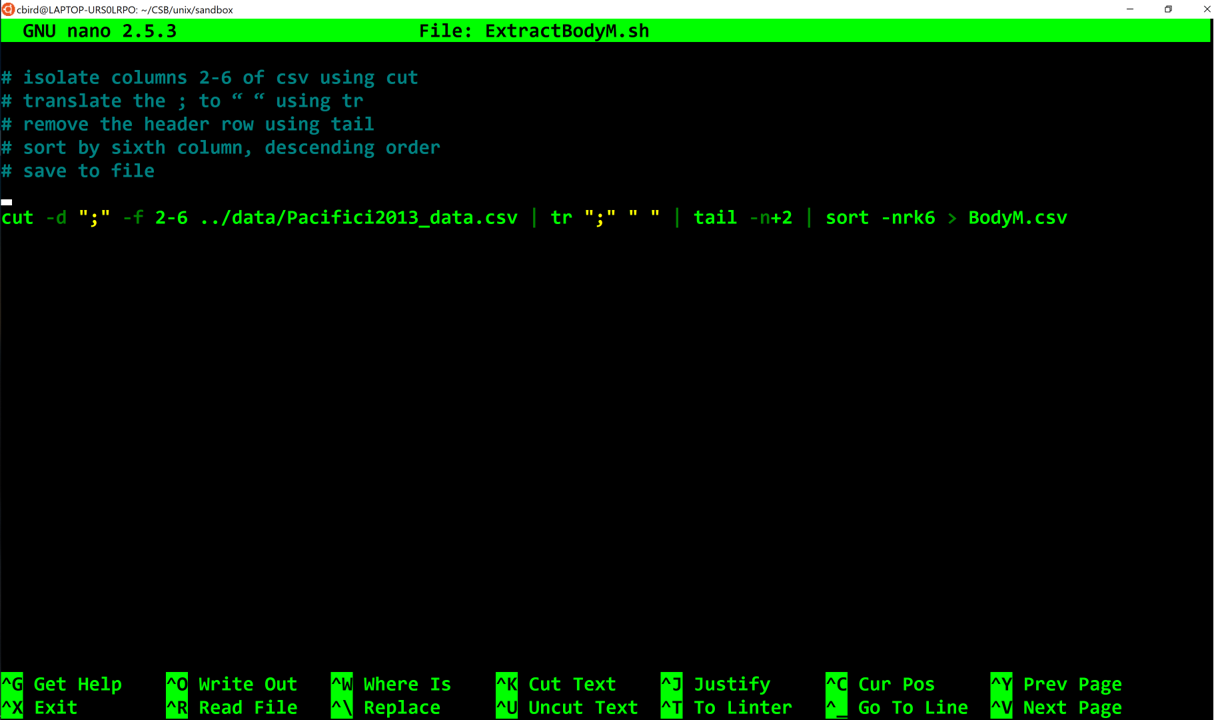 cbird@LAPTOP-URS0LRPO: ~/CSB/unix/sandbox
GNU nano 2.5.3 File: ExtractBodyM.sh
# isolate columns 2-6 of csv using cut
# translate the ; to “ “ using tr
# remove the header row using tail
# sort by sixth column, descending order
# save to file
cut -d ";" -f 2-6 ../data/Pacifici2013_data.csv | tr ";" " " | tail -n+2 | sort -nrk6 > BodyM.csv
^G Get Help ^O Write Out ^W Where Is ^K Cut Text ^J Justify ^C Cur Pos ^Y Prev Page
^X Exit ^R Read File ^\ Replace ^U Uncut Text ^T To Linter ^_ Go To Line ^V Next Page